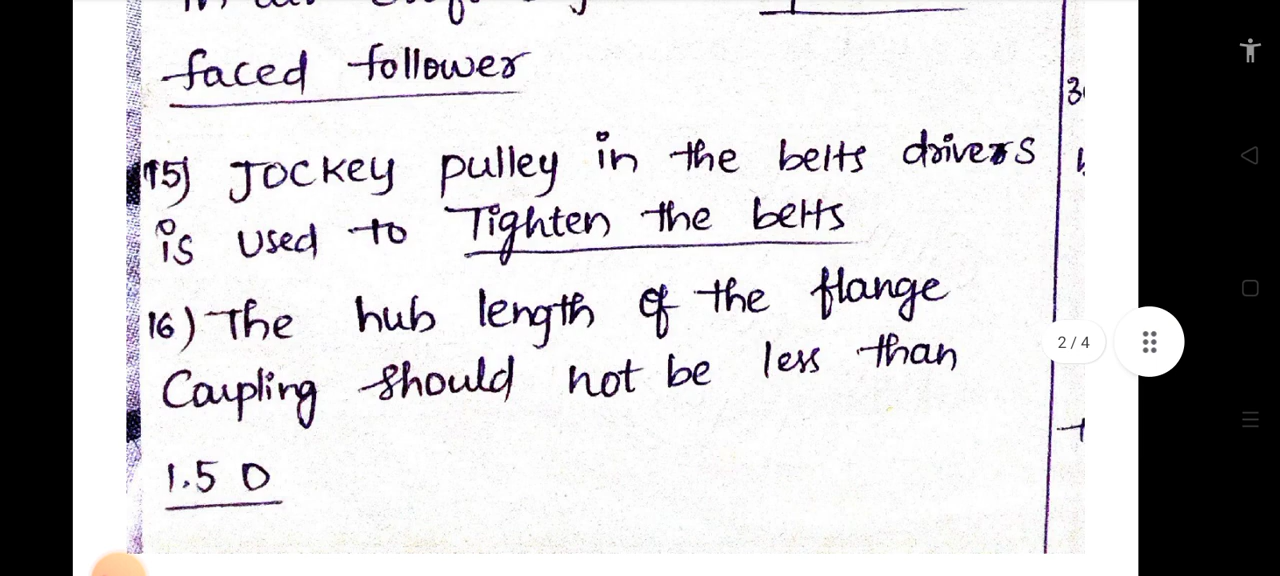 faced follower
15) Jockey pulley in the belts drivers
is used to Tighten the belts
16) The hub length of the flange
Coupling should not be less than
1.5 D
2 / 4